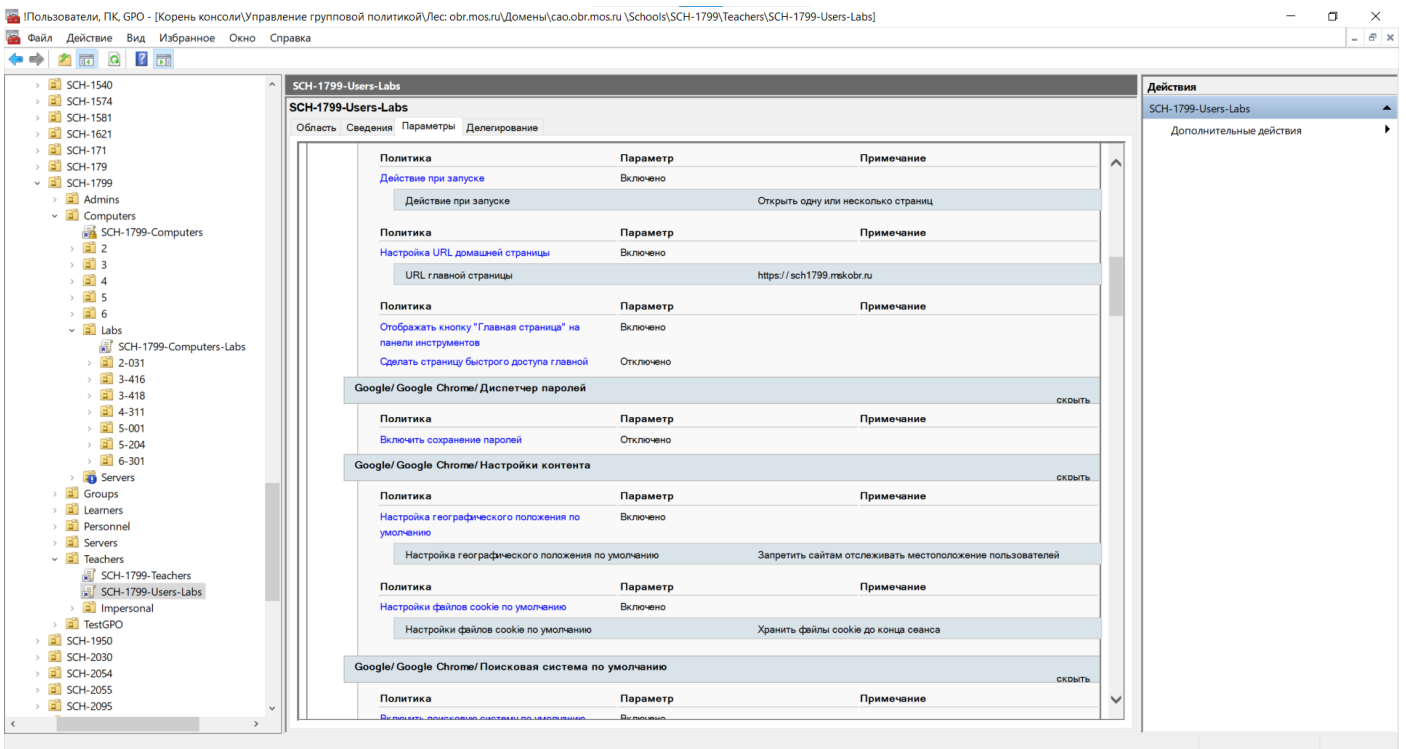 !Пользователи, ПК, GPO - [Корень консоли\Управление групповой политикой\Лес: obr.mos.ru\Домены\cao.obr.mos.ru \Schools\SCH-1799\Teachers\SCH-1799-Users-Labs]
Файл Действие Вид Избранное Окно Справка
SCH-1540
SCH-1574
SCH-1581
SCH-1621
SCH-171
SCH-179
SCH-1799
Admins
Computers
SCH-1799-Computers
2
3
4
5
6
Labs
SCH-1799-Computers-Labs
2-031
3-416
3-418
4-311
5-001
5-204
6-301
Servers
Groups
Learners
Personnel
Servers
Teachers
SCH-1799-Teachers
SCH-1799-Users-Labs
Impersonal
TestGPO
SCH-1950
SCH-2030
SCH-2054
SCH-2055
SCH-2095
SCH-1799-Users-Labs
SCH-1799-Users-Labs
Область Сведения Параметры Делегирование
Политика Параметр Примечание
Действие при запуске Включено
Действие при запуске Открыть одну или несколько страниц
Политика Параметр Примечание
Настройка URL домашней страницы Включено
URL главной страницы https://sch1799.mskobr.ru
Политика Параметр Примечание
Отображать кнопку "Главная страница" на Включено
панели инструментов
Сделать страницу быстрого доступа главной Отключено
Google/Google Chrome/Диспетчер паролей
скрыть
Политика Параметр Примечание
Включить сохранение паролей Отключено
Google/Google Chrome/Настройки контента
скрыть
Политика Параметр Примечание
Настройка географического положения по Включено
умолчанию
Настройка географического положения по умолчанию Запретить сайтам отслеживать местоположение пользователей
Политика Параметр Примечание
Настройки файлов cookie по умолчанию Включено
Настройки файлов cookie по умолчанию Хранить файлы cookie до конца сеанса
Google/Google Chrome/Поисковая система по умолчанию
скрыть
Политика Параметр Примечание
Включить поисковую систему по умолчанию Включено
Действия
SCH-1799-Users-Labs
Дополнительные действия